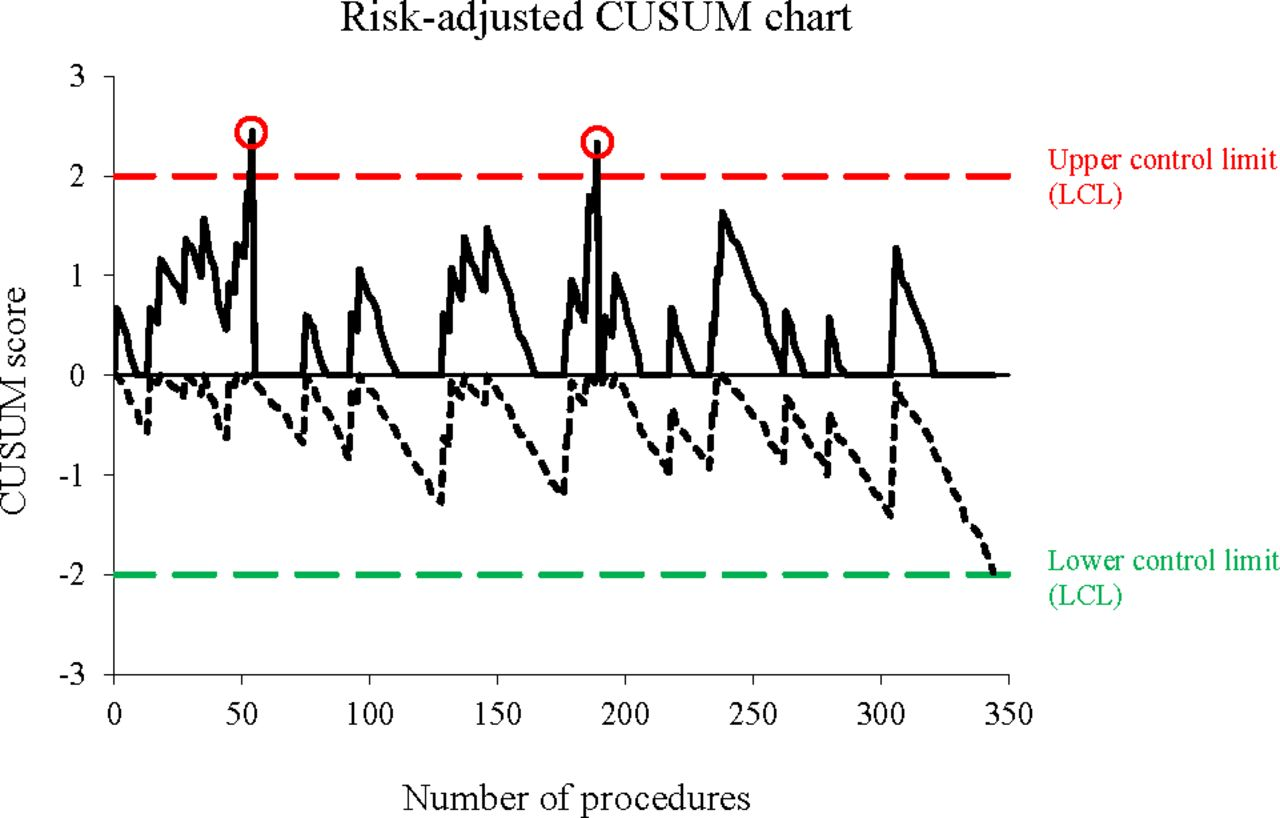 Risk-adjusted CUSUM chart
3
2
1
0
-1
-2
-3
CUSUM score
Upper control limit
(LCL)
Lower control limit
(LCL)
0 50 100 150 200 250 300 350
Number of procedures